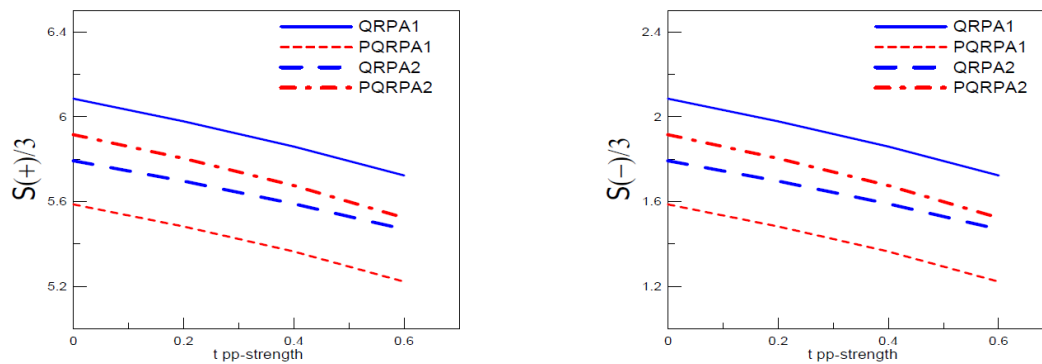 6.4
6
5.6
5.2
S(+)/3
QRPA1
PQRPA1
QRPA2
PQRPA2
0 0.2 0.4 0.6
t pp-strength
2.4
2
1.6
1.2
S(−)/3
QRPA1
PQRPA1
QRPA2
PQRPA2
0 0.2 0.4 0.6
t pp-strength